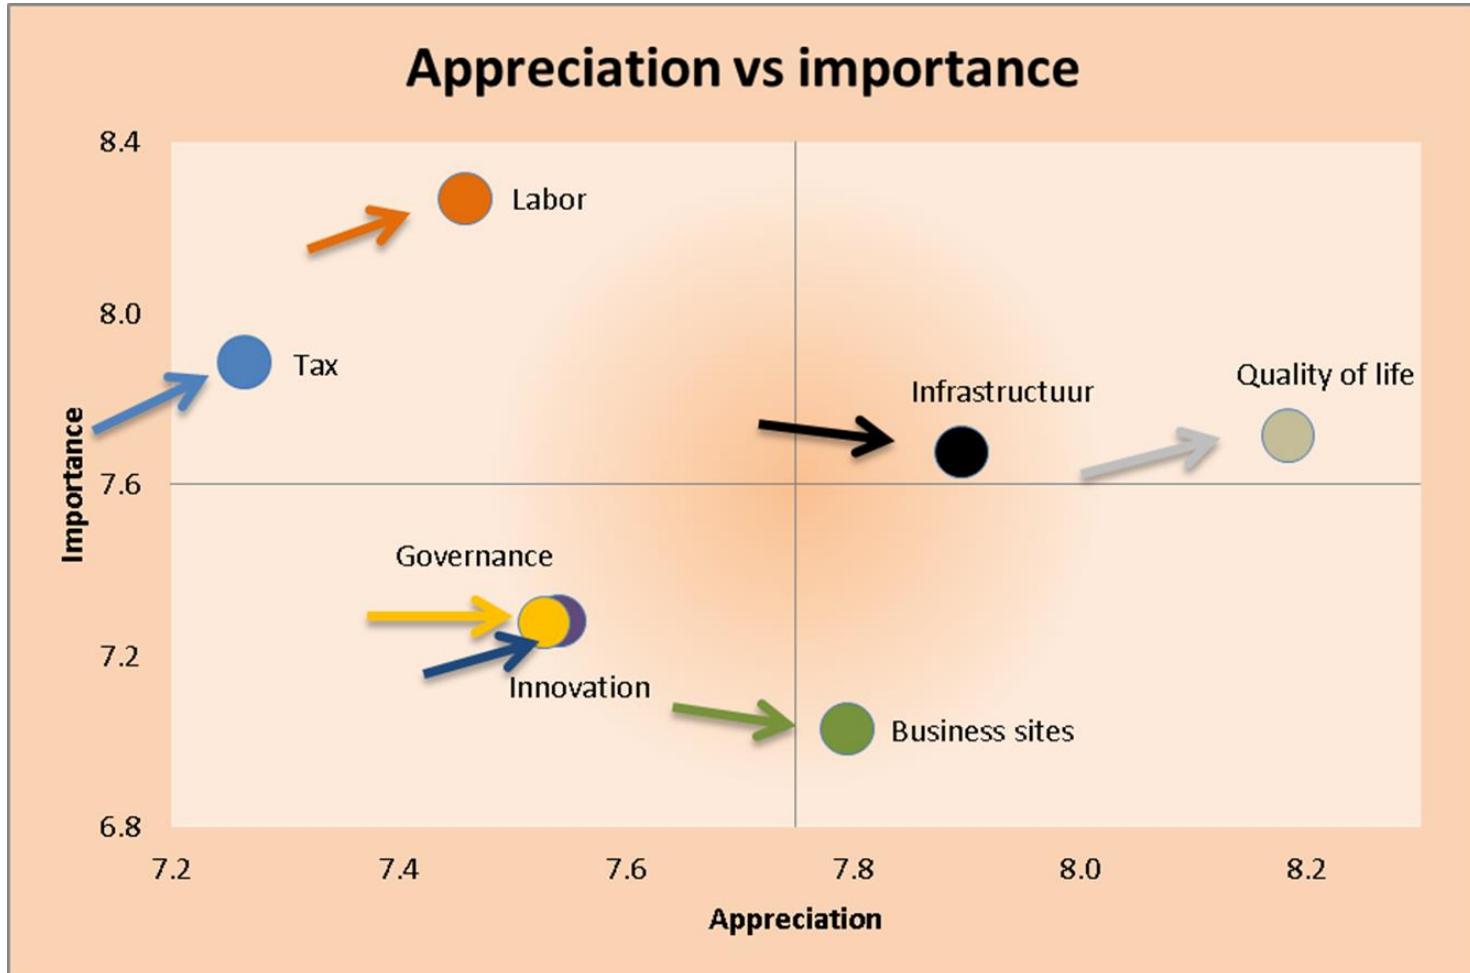 Appreciation vs importance
8.4
Labor
8.0
Tax
Quality of life
Infrastructuur
Importance
7.6
Governance
7.2
Innovation
Business sites
6.8
7.2 7.4 7.6 7.8 8.0 8.2
Appreciation